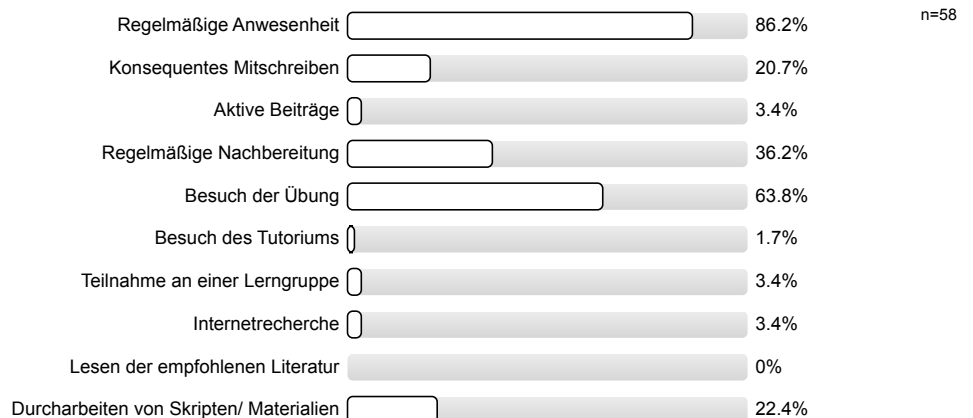 Regelmäßige Anwesenheit 86.2% n=58
Konsequentes Mitschreiben 20.7%
Aktive Beiträge 3.4%
Regelmäßige Nachbereitung 36.2%
Besuch der Übung 63.8%
Besuch des Tutoriums 1.7%
Teilnahme an einer Lerngruppe 3.4%
Internetrecherche 3.4%
Lesen der empfohlenen Literatur 0%
Durcharbeiten von Skripten/ Materialien 22.4%